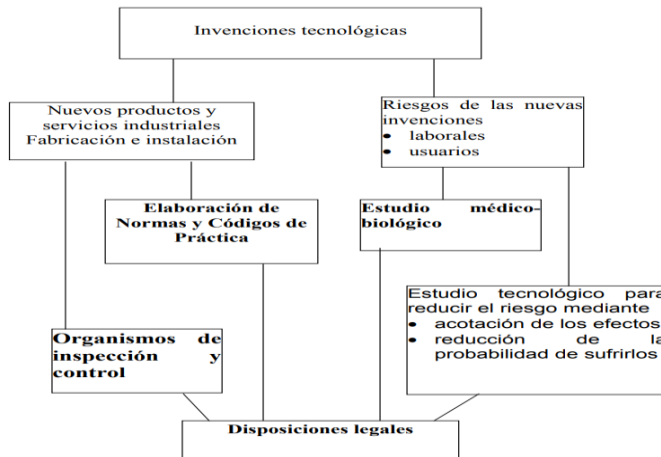 Invenciones tecnológicas
Nuevos productos y
servicios industriales
Fabricación e instalación
Riesgos de las nuevas
invenciones
• laborales
• usuarios
Elaboración de
Normas y Códigos de
Práctica
Estudio médico-
biológico
Organismos de
inspección y
control
Estudio tecnológico para
reducir el riesgo mediante
• acotación de los efectos
• reducción de la
probabilidad de sufrirlos
Disposiciones legales